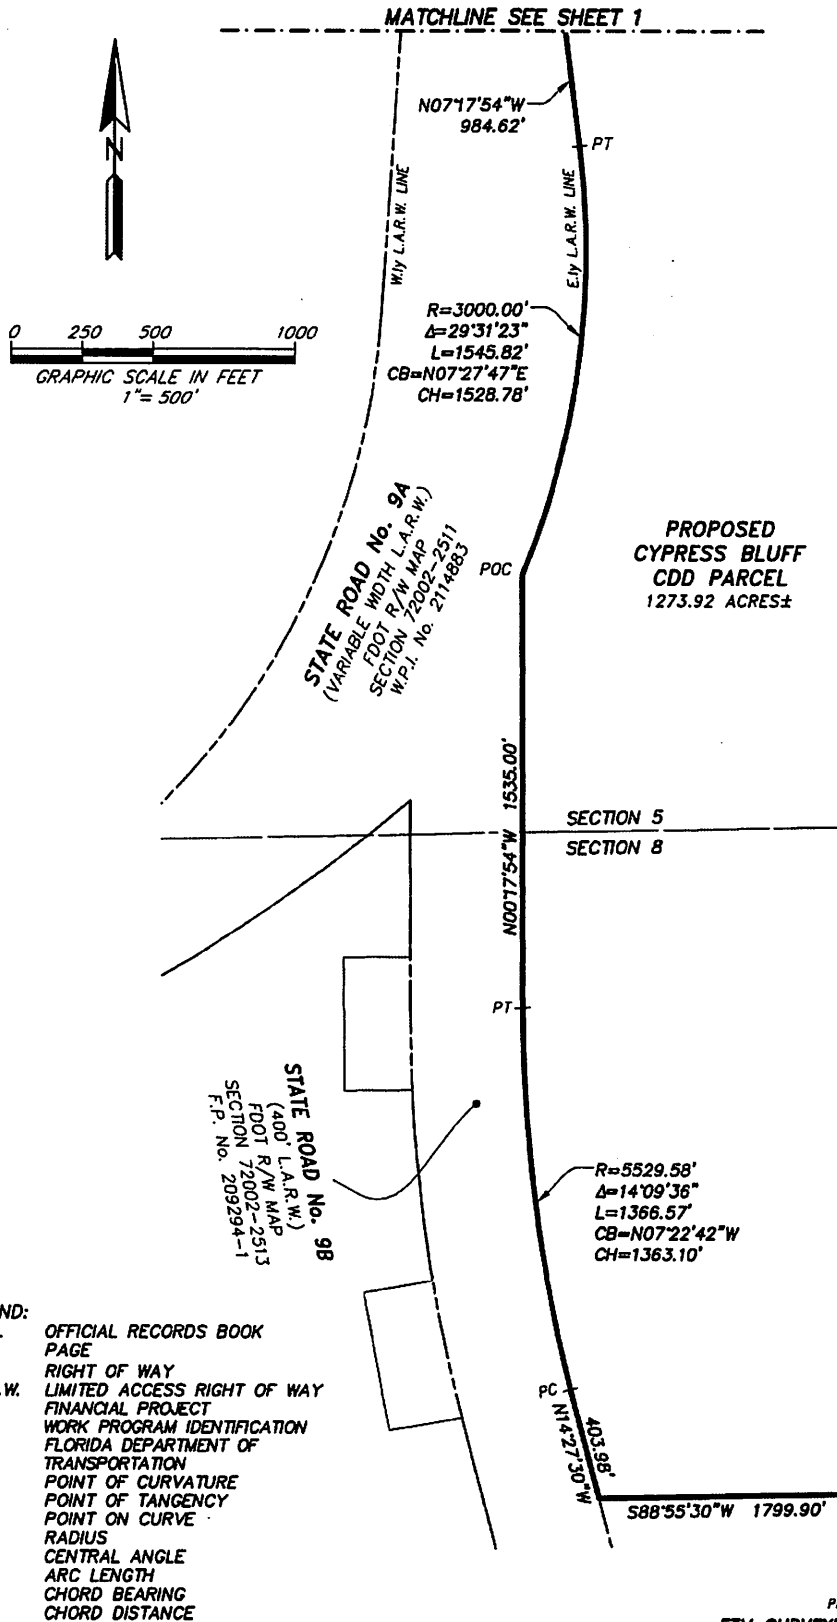 MATCHLINE SEE SHEET 1
N07°17'54"W
984.62'
PT
N
W.ly L.A.R.W. LINE
E.ly L.A.R.W. LINE
R=3000.00'
Δ=29°31'23"
L=1545.82'
CB=N07°27'47"E
CH=1528.78'
0 250 500 1000
GRAPHIC SCALE IN FEET
1"= 500'
STATE ROAD No. 9A
(VARIABLE WIDTH L.A.R.W.)
FDOT R/W MAP
SECTION 72002-2511
W.P.I. No. 2114883
POC
PROPOSED
CYPRESS BLUFF
CDD PARCEL
1273.92 ACRES±
N00°17'54"W 1535.00'
SECTION 5
SECTION 8
PT
STATE ROAD No. 9B
(400' L.A.R.W.)
FDOT R/W MAP
SECTION 72002-2513
F.P. No. 209294-1
R=5529.58'
Δ=14°09'36"
L=1366.57'
CB=N07°22'42"W
CH=1363.10'
PC
N14°27'30"W
403.98'
S88°55'30"W 1799.90'
ND:
OFFICIAL RECORDS BOOK
PAGE
RIGHT OF WAY
.W. LIMITED ACCESS RIGHT OF WAY
FINANCIAL PROJECT
WORK PROGRAM IDENTIFICATION
FLORIDA DEPARTMENT OF
TRANSPORTATION
POINT OF CURVATURE
POINT OF TANGENCY
POINT ON CURVE
RADIUS
CENTRAL ANGLE
ARC LENGTH
CHORD BEARING
CHORD DISTANCE